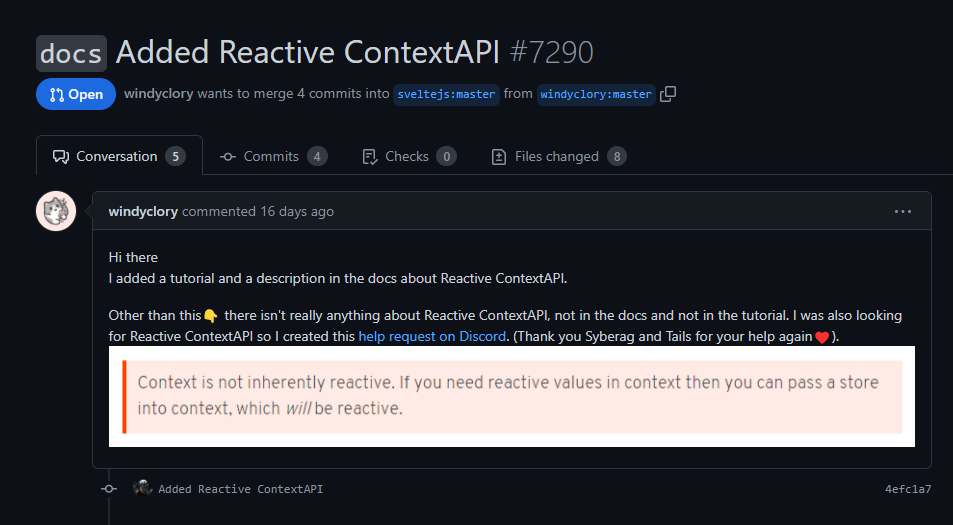 docs Added Reactive ContextAPI #7290
Open windyclory wants to merge 4 commits into sveltejs:master from windyclory:master
Conversation 5 Commits 4 Checks 0 Files changed 8
windyclory commented 16 days ago
Hi there
I added a tutorial and a description in the docs about Reactive ContextAPI.
Other than this👇 there isn't really anything about Reactive ContextAPI, not in the docs and not in the tutorial. I was also looking
for Reactive ContextAPI so I created this help request on Discord. (Thank you Syberag and Tails for your help again❤️).
Context is not inherently reactive. If you need reactive values in context then you can pass a store
into context, which will be reactive.
Added Reactive ContextAPI 4efc1a7